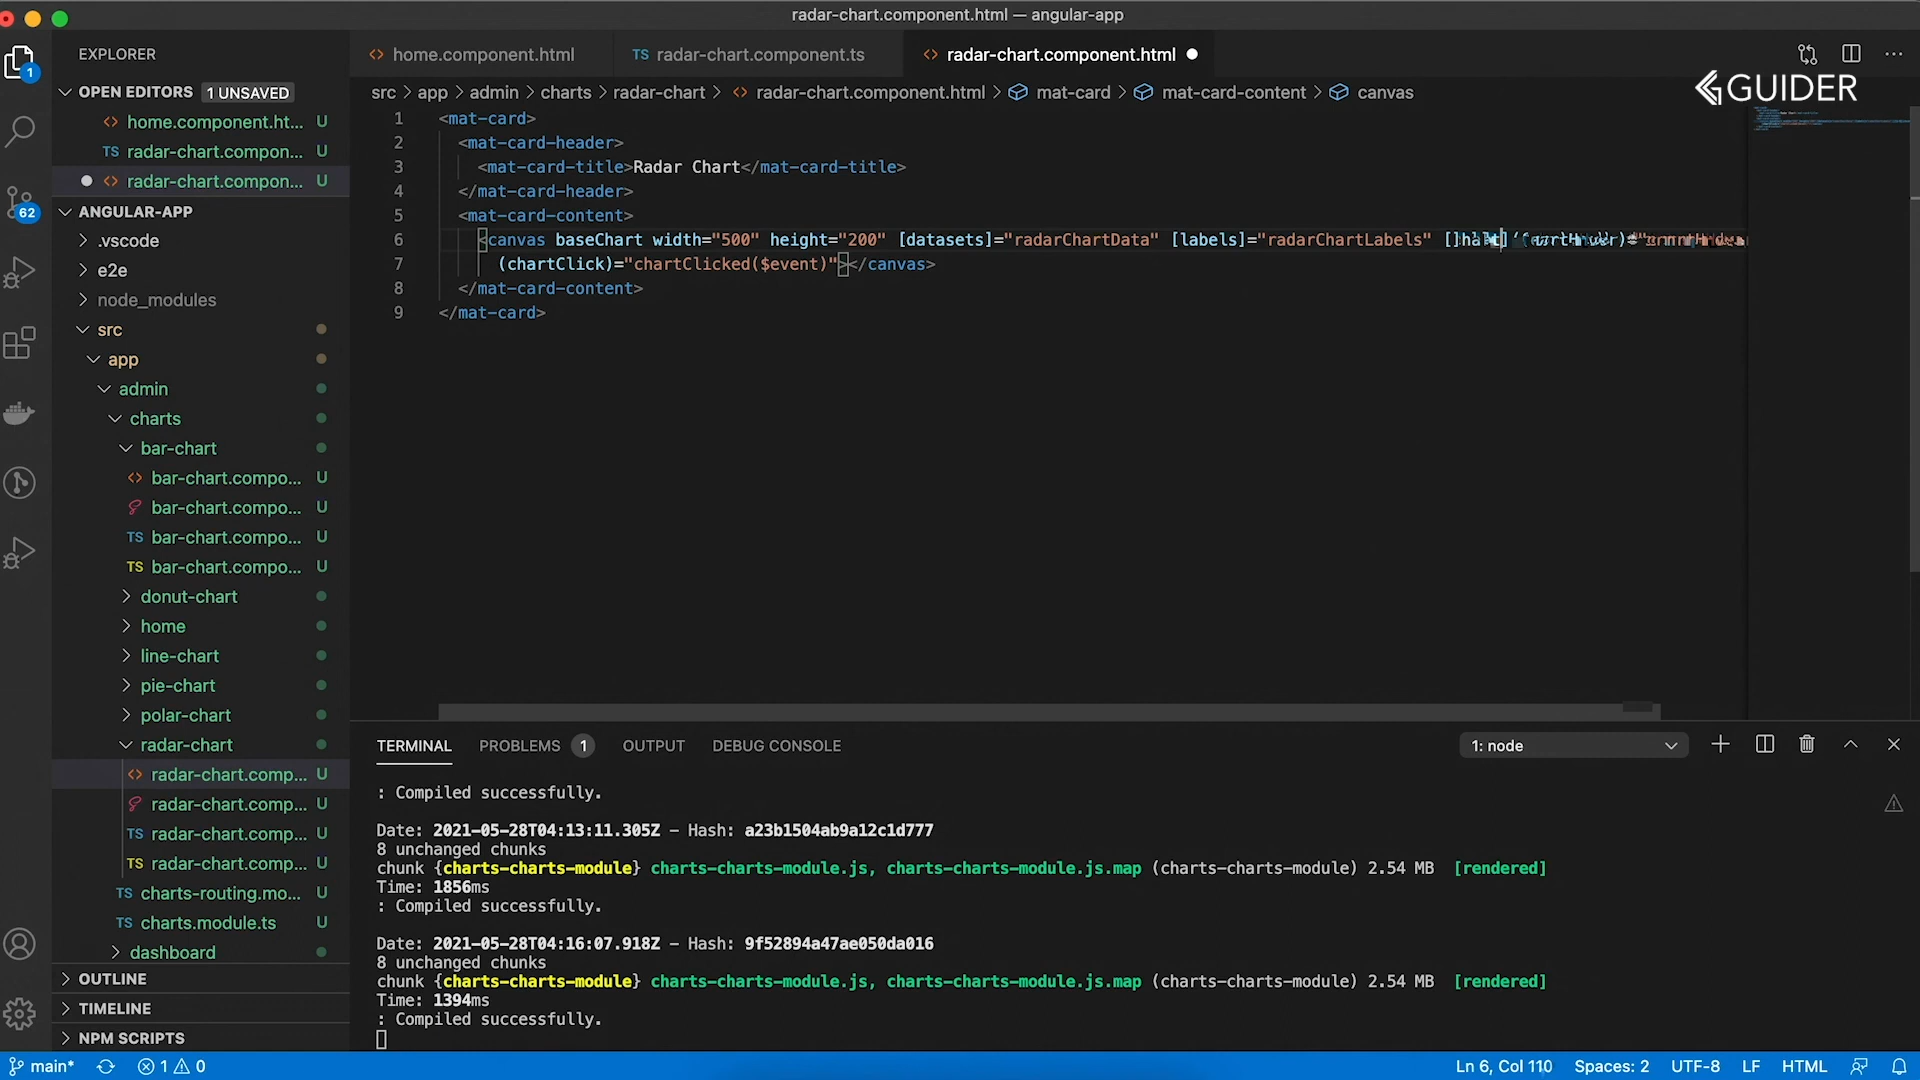 radar-chart.component.html — angular-app
EXPLORER
home.component.html
TS radar-chart.component.ts
radar-chart.component.html
1
OPEN EDITORS 1 UNSAVED
src > app > admin > charts > radar-chart > radar-chart.component.html > mat-card > mat-card-content > canvas
GUIDER
home.component.ht... U
TS radar-chart.compon... U
radar-chart.compon... U
62
ANGULAR-APP
.vscode
e2e
node_modules
src
app
admin
charts
bar-chart
bar-chart.compo... U
bar-chart.compo... U
TS bar-chart.compo... U
TS bar-chart.compo... U
donut-chart
home
line-chart
pie-chart
polar-chart
radar-chart
radar-chart.comp... U
radar-chart.comp... U
TS radar-chart.comp... U
TS radar-chart.comp... U
TS charts-routing.mo... U
TS charts.module.ts U
dashboard
OUTLINE
TIMELINE
NPM SCRIPTS
1 <mat-card>
2 <mat-card-header>
3 <mat-card-title>Radar Chart</mat-card-title>
4 </mat-card-header>
5 <mat-card-content>
6 <canvas baseChart width="500" height="200" [datasets]="radarChartData" [labels]="radarChartLabels"
7 (chartClick)="chartClicked($event)"></canvas>
8 </mat-card-content>
9 </mat-card>
TERMINAL PROBLEMS 1 OUTPUT DEBUG CONSOLE
1: node
: Compiled successfully.
Date: 2021-05-28T04:13:11.305Z - Hash: a23b1504ab9a12c1d777
8 unchanged chunks
chunk {charts-charts-module} charts-charts-module.js, charts-charts-module.js.map (charts-charts-module) 2.54 MB [rendered]
Time: 1856ms
: Compiled successfully.
Date: 2021-05-28T04:16:07.918Z - Hash: 9f52894a47ae050da016
8 unchanged chunks
chunk {charts-charts-module} charts-charts-module.js, charts-charts-module.js.map (charts-charts-module) 2.54 MB [rendered]
Time: 1394ms
: Compiled successfully.
main* 1 0
Ln 6, Col 110 Spaces: 2 UTF-8 LF HTML